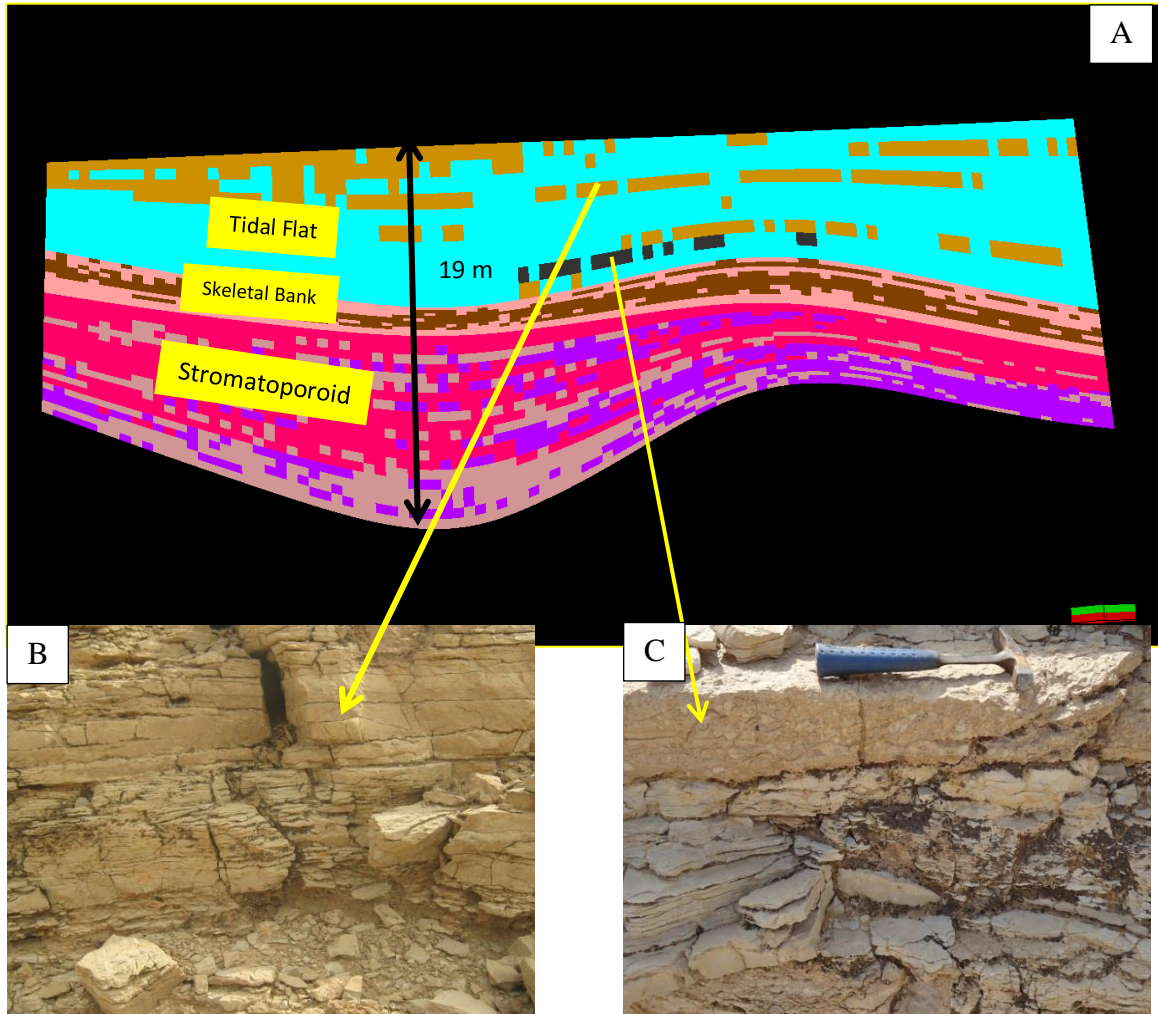 A
Tidal Flat
19 m
Skeletal Bank
Stromatoporoid
B
C